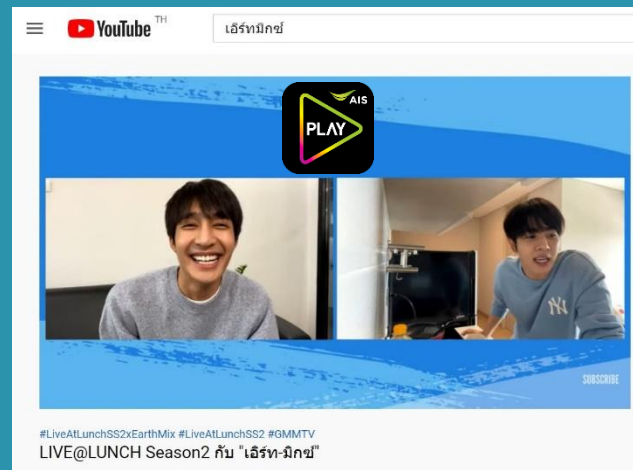 YouTube TH
เอิร์ทมิกซ์
AIS
PLAY
NY
SUBSCRIBE
#LiveAtLunchSS2xEarthMix #LiveAtLunchSS2 #GMMTV
LIVE@LUNCH Season2 กับ "เอิร์ท-มิกซ์"